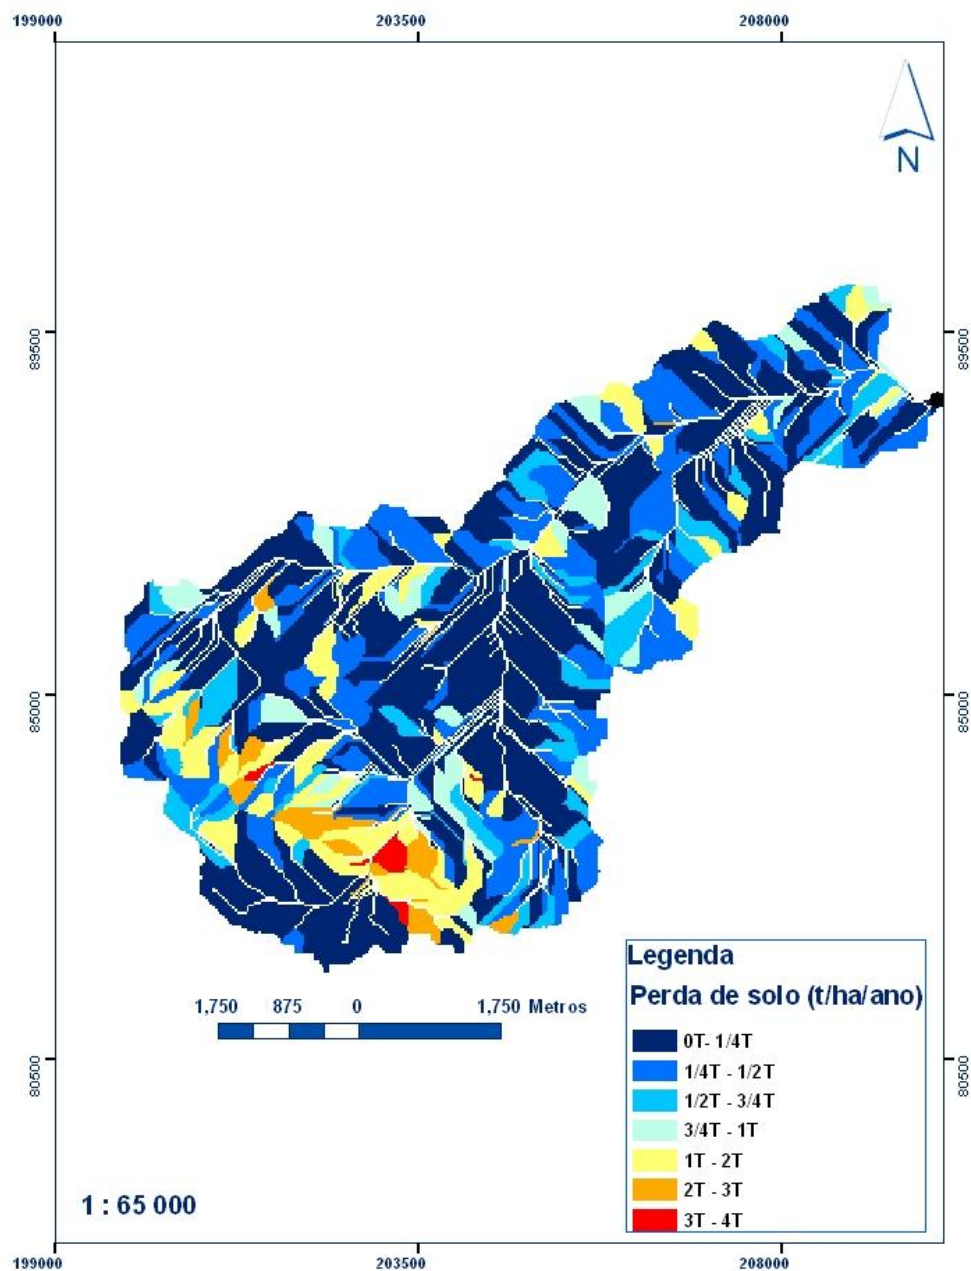 199000 203500 208000
N
89500 89500
85000 85000
1,750 875 0 1,750 Metros
80500 80500
Legenda
Perda de solo (t/ha/ano)
0T- 1/4T
1/4T - 1/2T
1/2T - 3/4T
3/4T - 1T
1T - 2T
2T - 3T
3T - 4T
1 : 65 000
199000 203500 208000